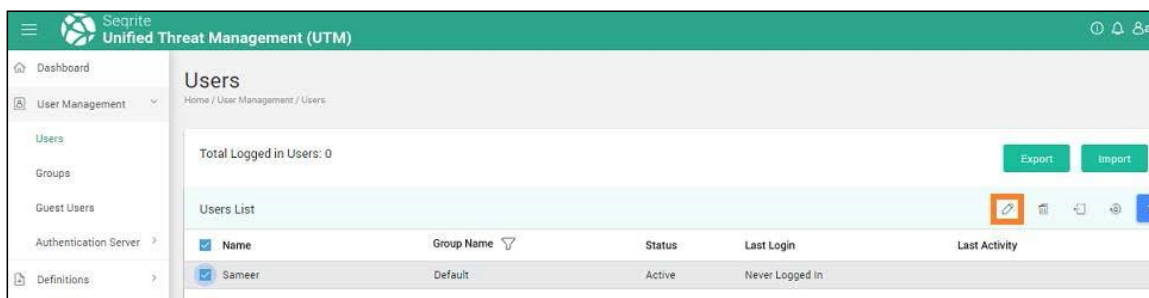 Seqrite
Unified Threat Management (UTM)
Dashboard
User Management
Users
Groups
Guest Users
Authentication Server
Definitions
Users
Home / User Management / Users
Total Logged in Users: 0
Export
Import
Users List
Name
Group Name
Status
Last Login
Last Activity
Sameer
Default
Active
Never Logged In